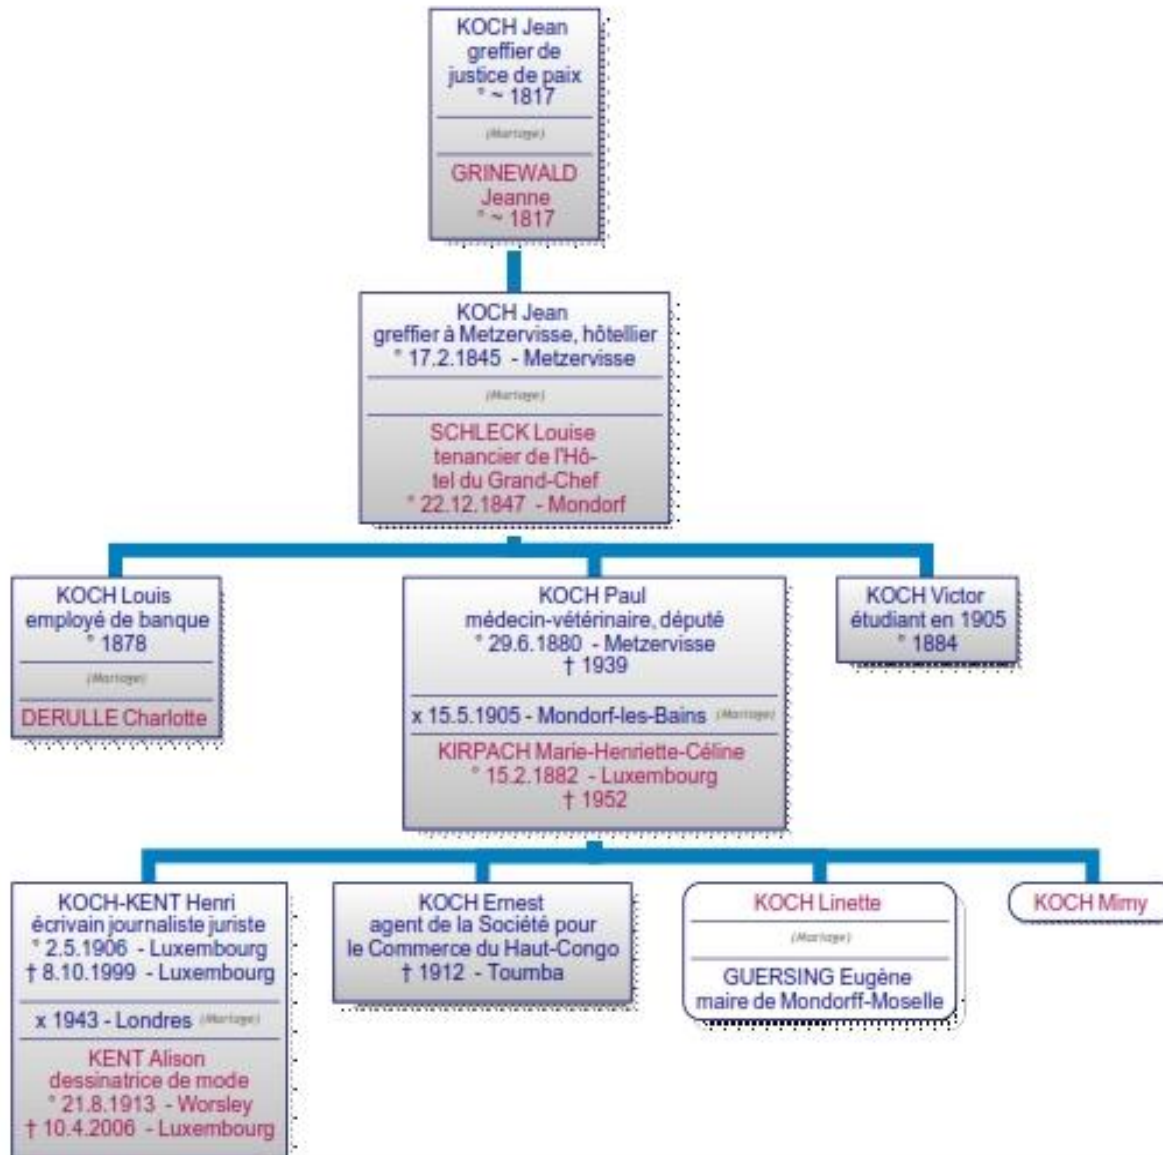 KOCH Jean
greffier de
justice de paix
° ~ 1817
(Mariage)
GRINEWALD
Jeanne
° ~ 1817
KOCH Jean
greffier à Metzervisse, hôtellier
° 17.2.1845 - Metzervisse
(Mariage)
SCHLECK Louise
tenancier de l'Hô-
tel du Grand-Chef
° 22.12.1847 - Mondorf
KOCH Louis
employé de banque
° 1878
(Mariage)
DERULLE Charlotte
KOCH Paul
médecin-vétérinaire, député
° 29.6.1880 - Metzervisse
† 1939
x 15.5.1905 - Mondorf-les-Bains (Mariage)
KIRPACH Marie-Henriette-Céline
° 15.2.1882 - Luxembourg
† 1952
KOCH Victor
étudiant en 1905
° 1884
KOCH-KENT Henri
écrivain journaliste juriste
° 2.5.1906 - Luxembourg
† 8.10.1999 - Luxembourg
x 1943 - Londres (Mariage)
KENT Alison
dessinatrice de mode
° 21.8.1913 - Worsley
† 10.4.2006 - Luxembourg
KOCH Ernest
agent de la Société pour
le Commerce du Haut-Congo
† 1912 - Toumba
KOCH Linette
(Mariage)
GUERSING Eugène
maire de Mondorff-Moselle
KOCH Mimy